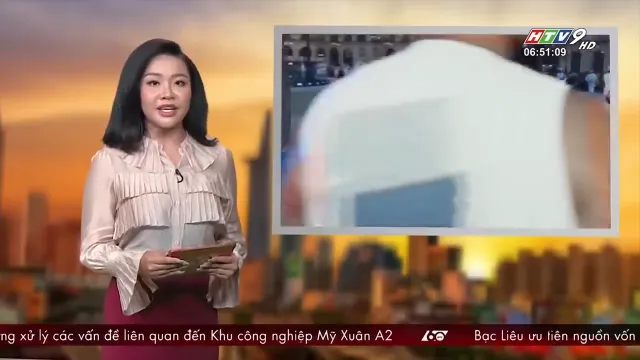 HTV9 HD
06:51:09
ng xử lý các vấn đề liên quan đến Khu công nghiệp Mỹ Xuân A2 60 Bạc Liêu ưu tiên nguồn vốn